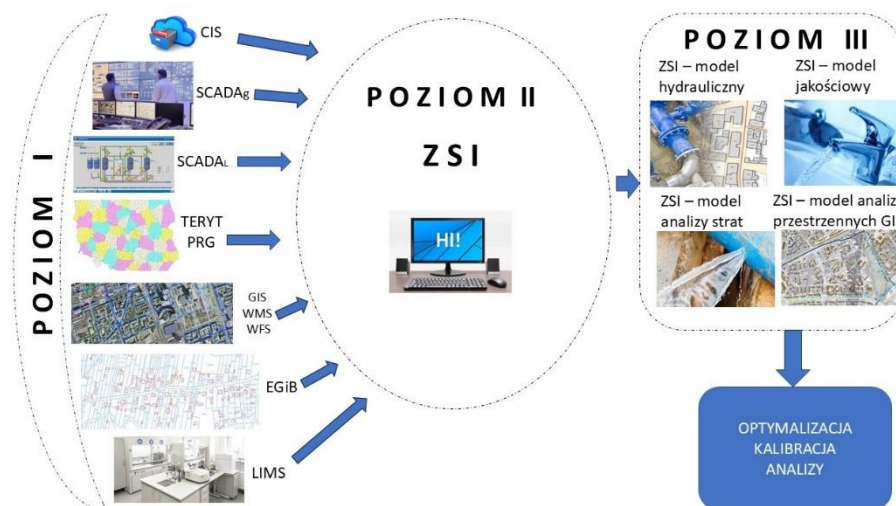 POZIOM I
CIS
SCADAg
SCADAL
TERYT
PRG
GIS
WMS
WFS
EGiB
LIMS
POZIOM II
ZSI
HI!
POZIOM III
ZSI – model
hydrauliczny
ZSI – model
jakościowy
ZSI – model
analizy strat
ZSI – model analiz
przestrzennych GI
OPTYMALIZACJA
KALIBRACJA
ANALIZY